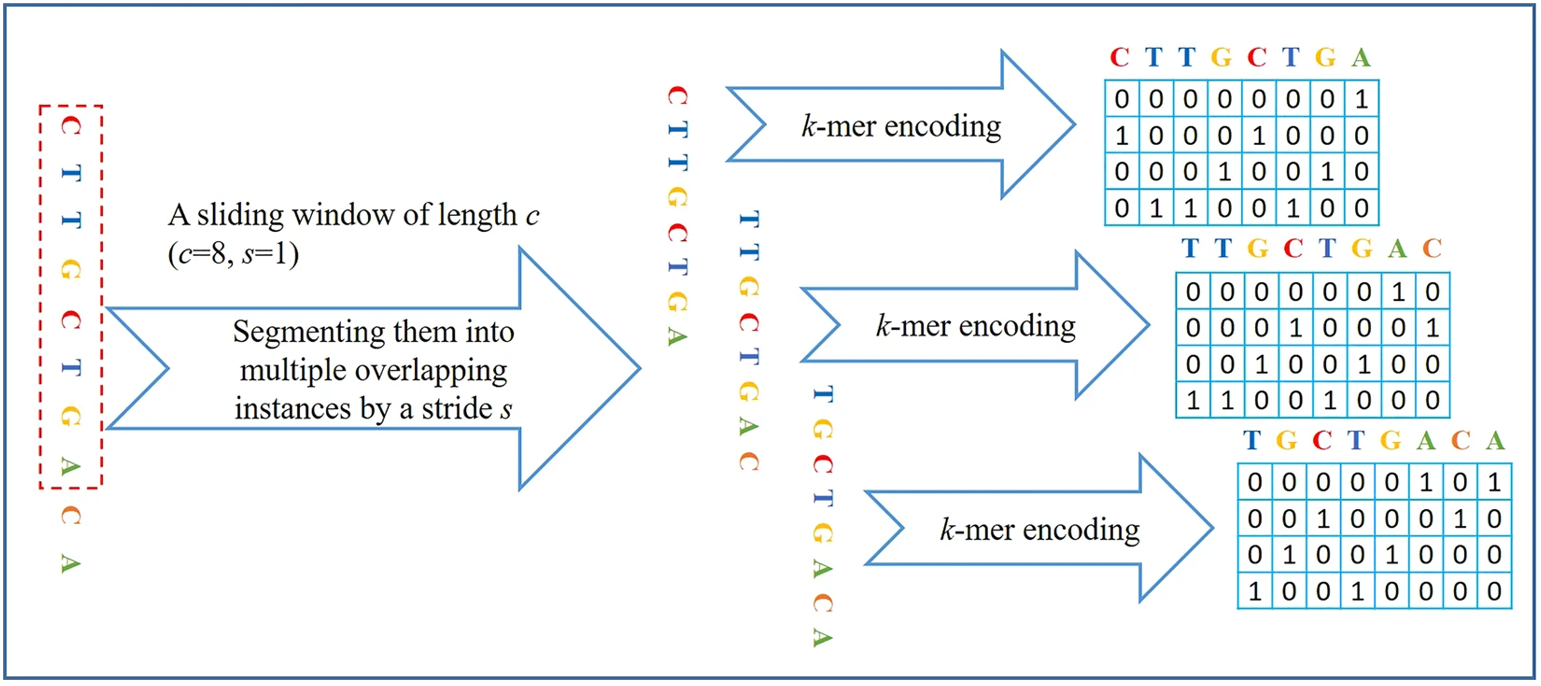 C T T G C T G A C A
A sliding window of length c
(c=8, s=1)
Segmenting them into
multiple overlapping
instances by a stride s
C T T G C T G A
T T G C T G A C
T G C T G A C A
k-mer encoding
C T T G C T G A
0 0 0 0 0 0 0 1
1 0 0 0 1 0 0 0
0 0 0 1 0 0 1 0
0 1 1 0 0 1 0 0
k-mer encoding
T T G C T G A C
0 0 0 0 0 0 1 0
0 0 0 1 0 0 0 1
0 0 1 0 0 1 0 0
1 1 0 0 1 0 0 0
k-mer encoding
T G C T G A C A
0 0 0 0 0 1 0 1
0 0 1 0 0 0 1 0
0 1 0 0 1 0 0 0
1 0 0 1 0 0 0 0